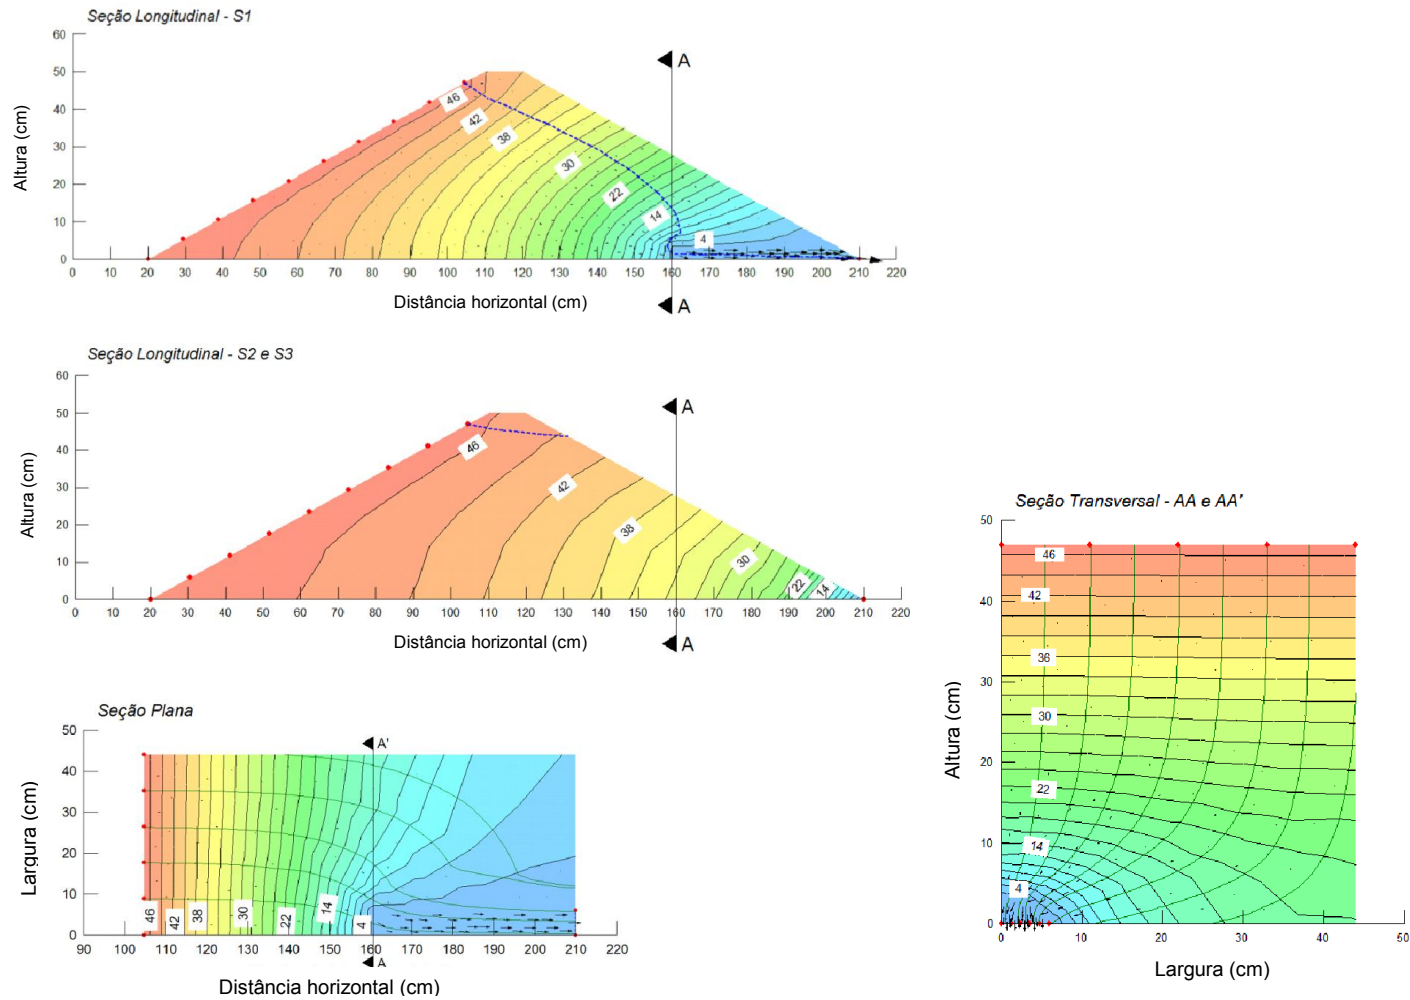 Seção Longitudinal - S1
60
50
40
30
20
10
0
Altura (cm)
A
46
42
38
30
22
14
4
0 10 20 30 40 50 60 70 80 90 100 110 120 130 140 150 160 170 180 190 200 210 220
Distância horizontal (cm)
A
Seção Longitudinal - S2 e S3
60
50
40
30
20
10
0
Altura (cm)
A
46
42
38
30
22
14
0 10 20 30 40 50 60 70 80 90 100 110 120 130 140 150 160 170 180 190 200 210 220
Distância horizontal (cm)
A
Seção Plana
50
40
30
20
10
0
Largura (cm)
A'
46 42 38 30 22 14 4
90 100 110 120 130 140 150 160 170 180 190 200 210 220
A
Distância horizontal (cm)
Seção Transversal - AA e AA'
50
40
30
20
10
0
Altura (cm)
46
42
36
30
22
14
4
0 10 20 30 40 50
Largura (cm)